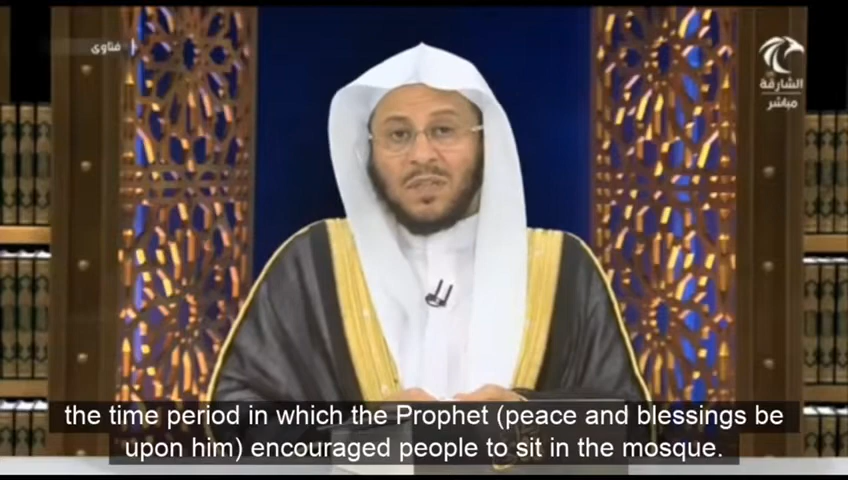 فتاوى
الشارقة
مباشر
the time period in which the Prophet (peace and blessings be
upon him) encouraged people to sit in the mosque.